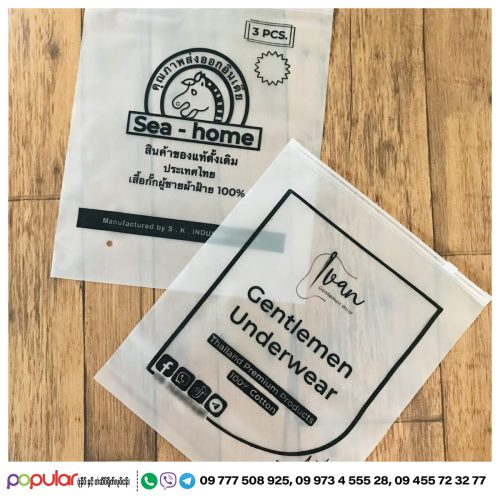 3 PCS.
คุณภาพส่งออกอินเดีย
Sea - home
สินค้าของแท้ดั้งเดิม
ประเทศไทย
เสื้อกั๊กผู้ชายผ้าฝ้าย 100%
Manufactured by S . K . INDUS
Ivan
Gentlemen Wear
Gentlemen
Underwear
Thailand Premium Products
100% Cotton
popular
09 777 508 925, 09 973 4 555 28, 09 455 72 32 77